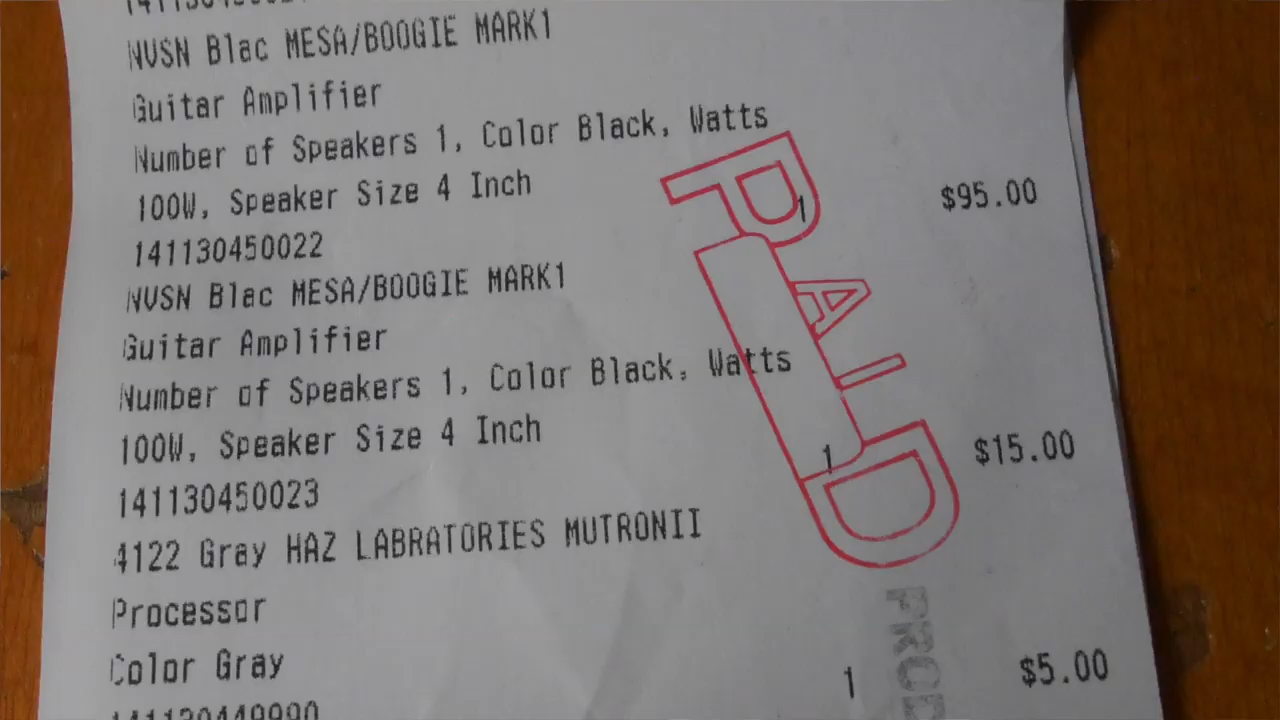 NVSN Blac MESA/BOOGIE MARK1
Guitar Amplifier
Number of Speakers 1, Color Black, Watts
100W, Speaker Size 4 Inch 1 $95.00
141130450022
NVSN Blac MESA/BOOGIE MARK1
Guitar Amplifier
Number of Speakers 1, Color Black, Watts
100W, Speaker Size 4 Inch 1 $15.00
141130450023
4122 Gray HAZ LABRATORIES MUTRONII
Processor
Color Gray 1 $5.00
141130449990
PAID
PROD